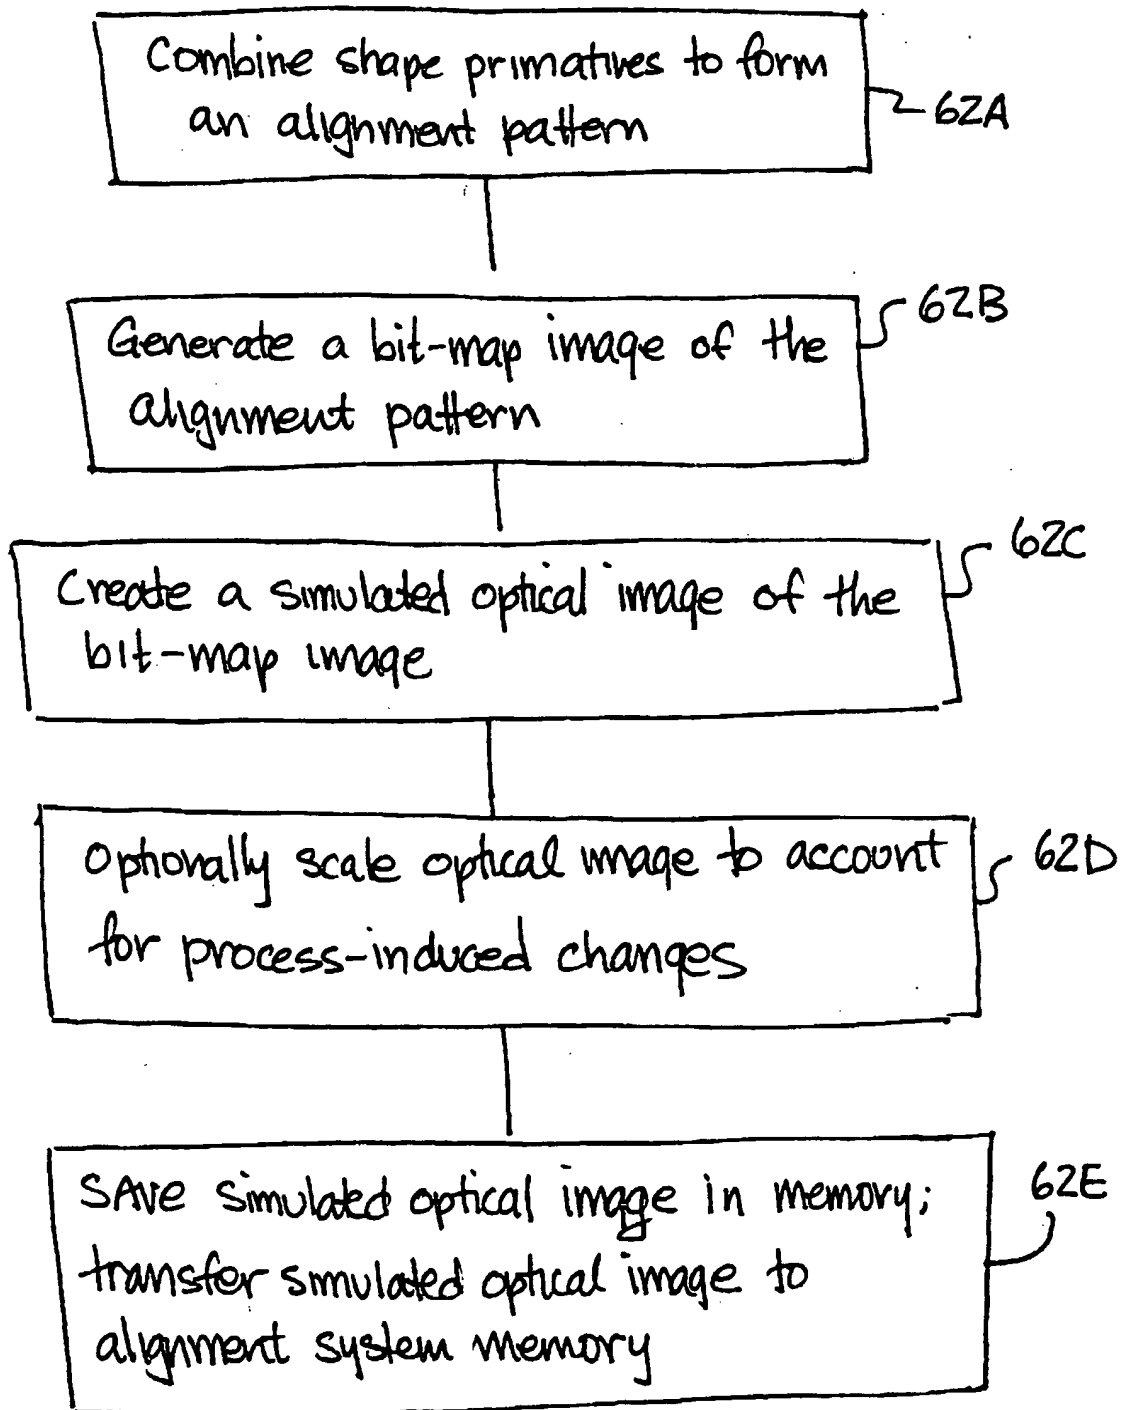 Combine shape primatives to form
an alignment pattern
62A
62B
Generate a bit-map image of the
alignment pattern
62C
Create a simulated optical image of the
bit-map image
Optionally scale optical image to account
62D
for process-induced changes
SAVe simulated optical image in memory;
62E
transfer simulated optical image to
alignment system memory